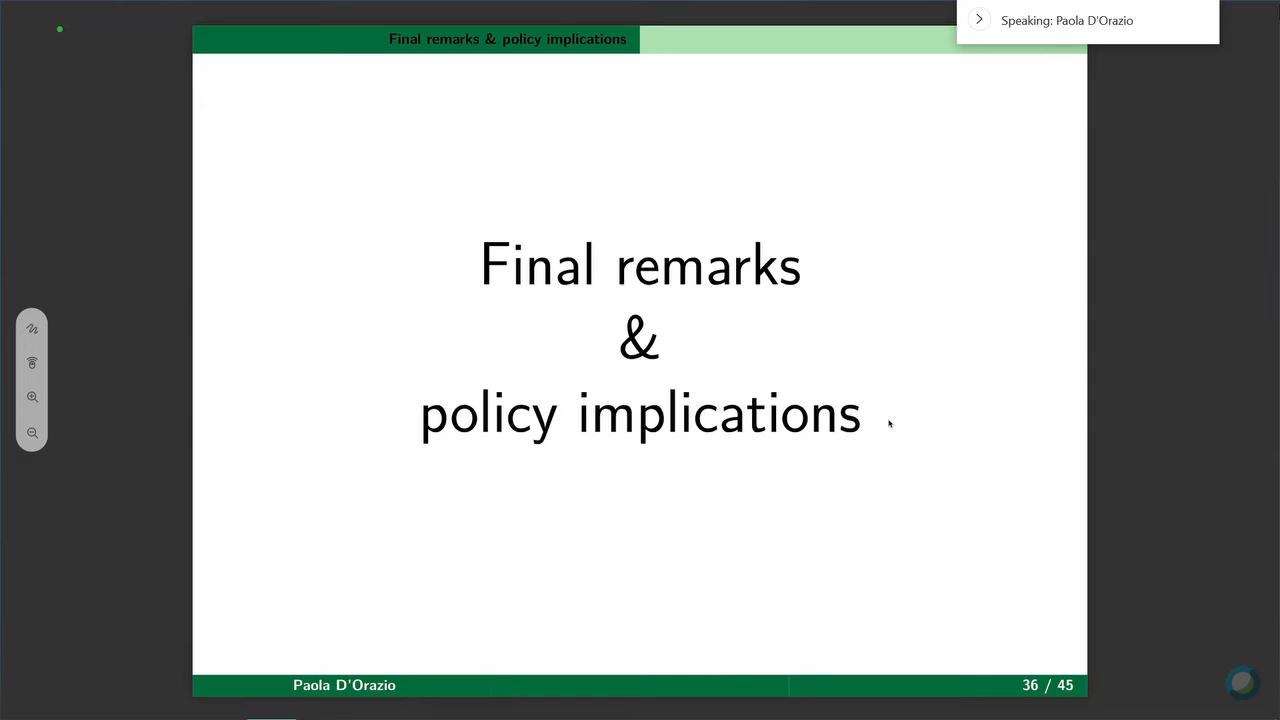 Speaking: Paola D'Orazio
Final remarks & policy implications
Final remarks
&
policy implications
Paola D'Orazio
36 / 45